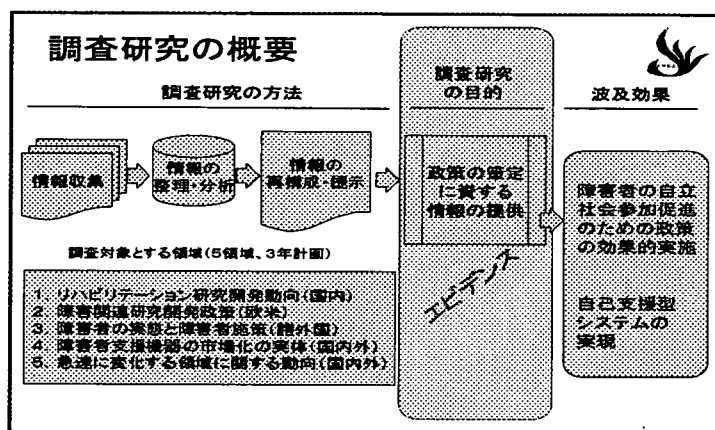 調査研究の概要
調査研究の方法
調査研究
の目的
波及効果
情報収集
情報の
整理・分析
情報の
再構成・提示
政策の策定
に資する
情報の提供
障害者の自立
社会参加促進
のための政策
の効果的実施
自己支援型
システムの
実現
エビデンス
調査対象とする領域(5領域、3年計画)
1. リハビリテーション研究開発動向(国内)
2. 障害関連研究開発政策(欧米)
3. 障害者の実態と障害者施策(諸外国)
4. 障害者支援機器の市場化の実体(国内外)
5. 急速に変化する領域に関する動向(国内外)